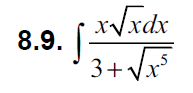 8.9. ∫ x√x dx / (3+√x⁵)